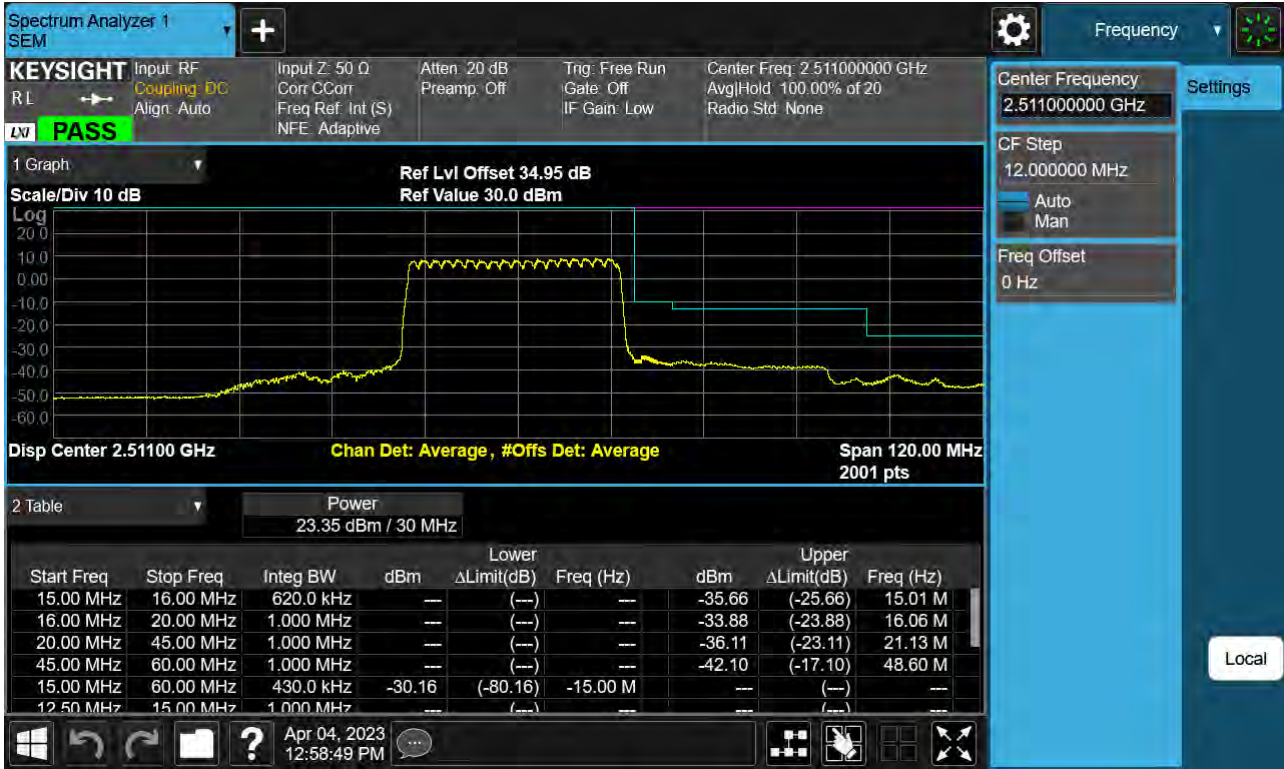 Spectrum Analyzer 1
SEM
Frequency
KEYSIGHT
Input: RF
Input Z: 50 Ω
Atten: 20 dB
Trig: Free Run
Center Freq: 2.511000000 GHz
R L
Coupling: DC
Corr CCorr
Preamp: Off
Gate: Off
Avg|Hold: 100.00% of 20
Align: Auto
Freq Ref: Int (S)
IF Gain: Low
Radio Std: None
NFE: Adaptive
LXI
PASS
Center Frequency
2.511000000 GHz
Settings
CF Step
12.000000 MHz
Auto
Man
Freq Offset
0 Hz
1 Graph
Ref Lvl Offset 34.95 dB
Scale/Div 10 dB
Ref Value 30.0 dBm
Log
20.0
10.0
0.00
-10.0
-20.0
-30.0
-40.0
-50.0
-60.0
Disp Center 2.51100 GHz
Chan Det: Average, #Offs Det: Average
Span 120.00 MHz
2001 pts
2 Table
Power
23.35 dBm / 30 MHz
Lower Upper
Start Freq Stop Freq Integ BW dBm ΔLimit(dB) Freq (Hz) dBm ΔLimit(dB) Freq (Hz)
15.00 MHz 16.00 MHz 620.0 kHz --- (---) --- -35.66 (-25.66) 15.01 M
16.00 MHz 20.00 MHz 1.000 MHz --- (---) --- -33.88 (-23.88) 16.06 M
20.00 MHz 45.00 MHz 1.000 MHz --- (---) --- -36.11 (-23.11) 21.13 M
45.00 MHz 60.00 MHz 1.000 MHz --- (---) --- -42.10 (-17.10) 48.60 M
15.00 MHz 60.00 MHz 430.0 kHz -30.16 (-80.16) -15.00 M --- (---) ---
12.50 MHz 15.00 MHz 1.000 MHz --- (---) --- --- (---) ---
Local
Apr 04, 2023
12:58:49 PM